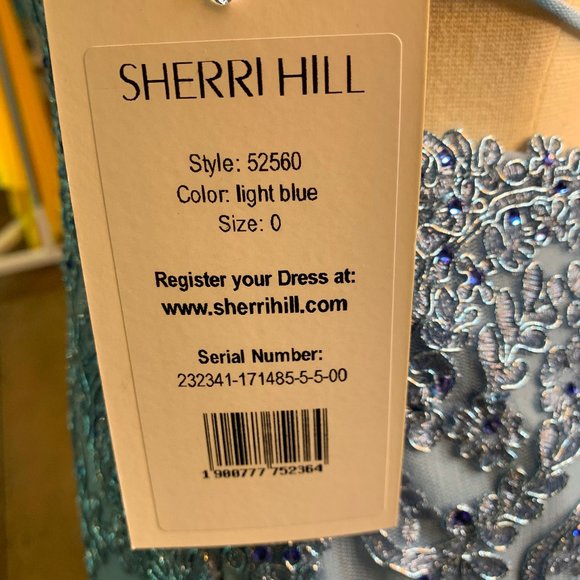 SHERRI HILL
Style: 52560
Color: light blue
Size: 0
Register your Dress at:
www.sherrihill.com
Serial Number:
232341-171485-5-5-00
1 900777 752364